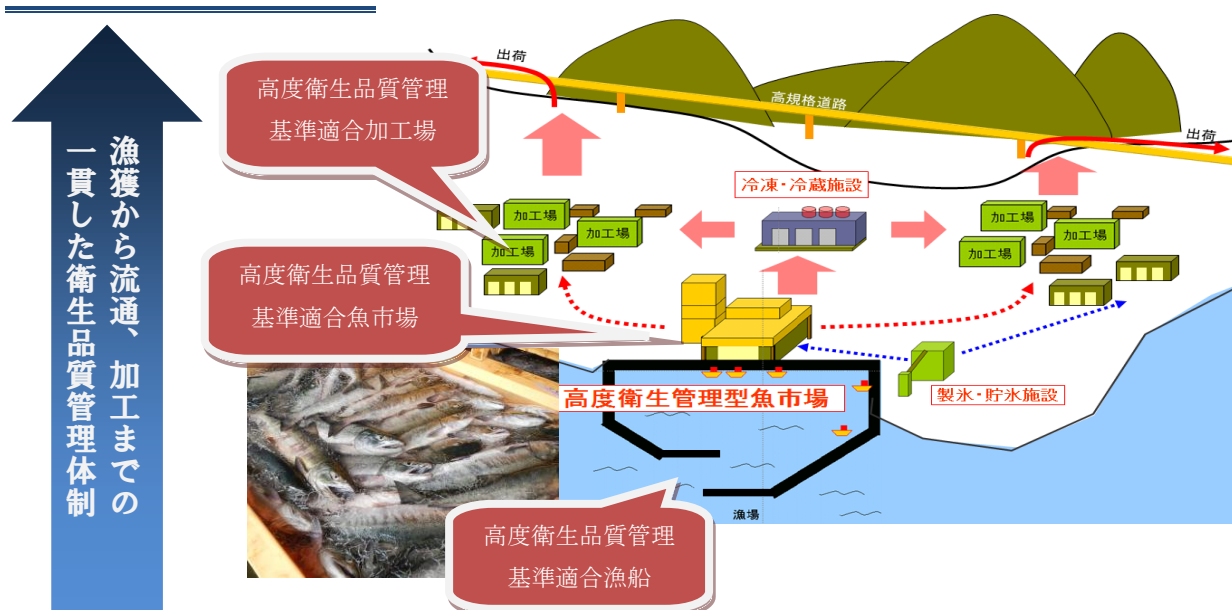 漁獲から流通、加工までの
一貫した衛生品質管理体制
出荷
高度衛生品質管理
基準適合加工場
高規格道路
出荷
冷凍・冷蔵施設
加工場
加工場
加工場
加工場
加工場
加工場
高度衛生品質管理
基準適合魚市場
高度衛生管理型魚市場
製氷・貯氷施設
漁場
高度衛生品質管理
基準適合漁船